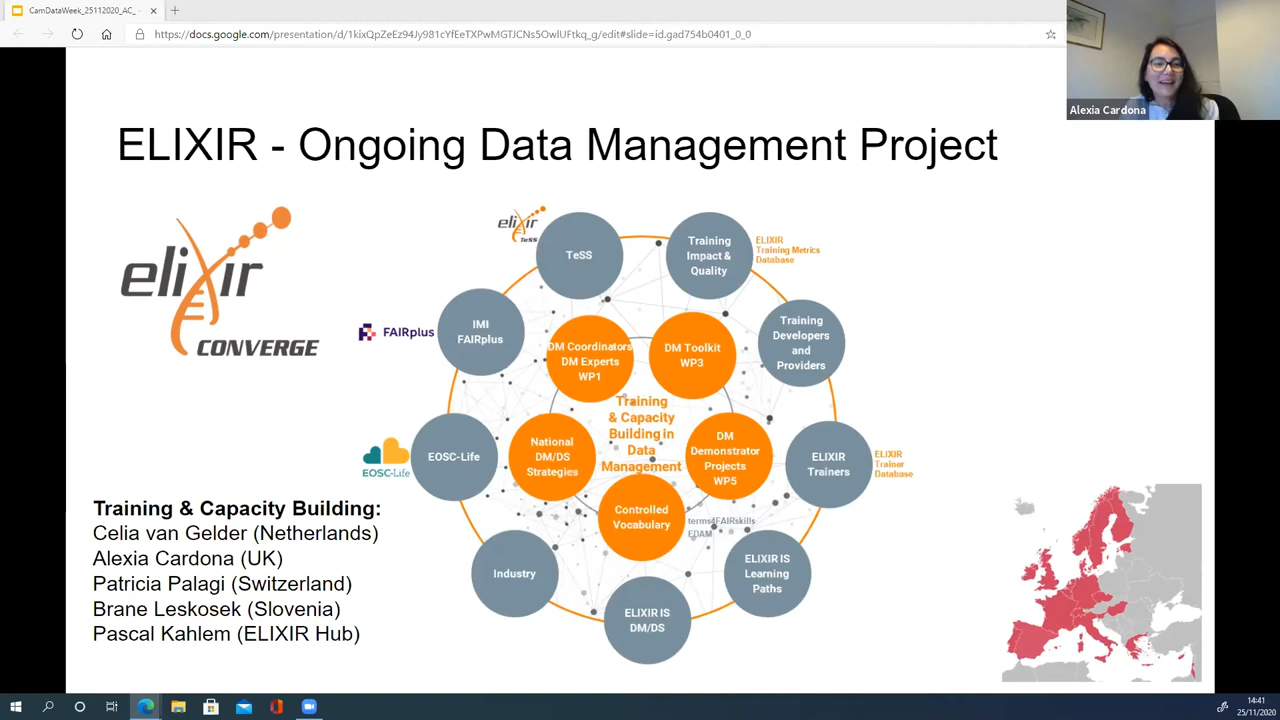 CamDataWeek_25112020_AC_
https://docs.google.com/presentation/d/1kixQpZeEz94Jy981cYfEeTXPwMGTJCNs5OwlUFtkq_g/edit#slide=id.gad754b0401_0_0
Alexia Cardona
ELIXIR - Ongoing Data Management Project
elixir
CONVERGE
elixir
TeSS
TeSS
Training
Impact &
Quality
ELIXIR
Training Metrics
Database
FAIRplus
IMI
FAIRplus
DM Coordinators
DM Experts
WP1
DM Toolkit
WP3
Training
Developers
and
Providers
Training
& Capacity
Building in
Data
Management
EOSC-Life
EOSC-Life
National
DM/DS
Strategies
DM
Demonstrator
Projects
WP5
ELIXIR
Trainers
ELIXIR
Trainer
Database
Controlled
Vocabulary
terms4FAIRskills
EDAM
Industry
ELIXIR IS
DM/DS
ELIXIR IS
Learning
Paths
Training & Capacity Building:
Celia van Gelder (Netherlands)
Alexia Cardona (UK)
Patricia Palagi (Switzerland)
Brane Leskosek (Slovenia)
Pascal Kahlem (ELIXIR Hub)
14:41
25/11/2020